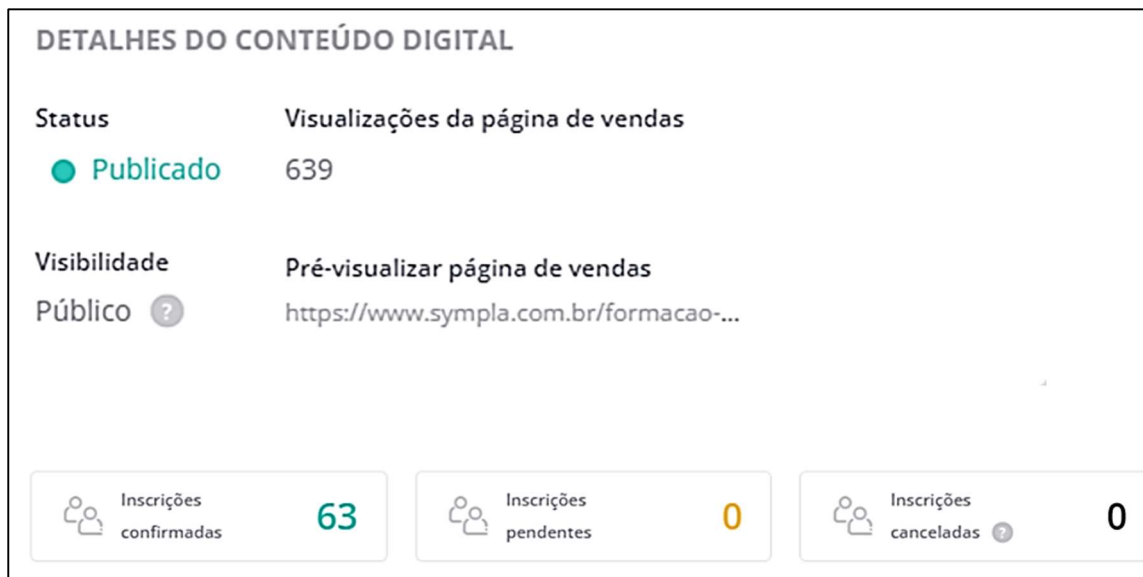 DETALHES DO CONTEÚDO DIGITAL
Status
Visualizações da página de vendas
Publicado
639
Visibilidade
Pré-visualizar página de vendas
Público ?
https://www.sympla.com.br/formacao-...
Inscrições
confirmadas
63
Inscrições
pendentes
0
Inscrições
canceladas ?
0